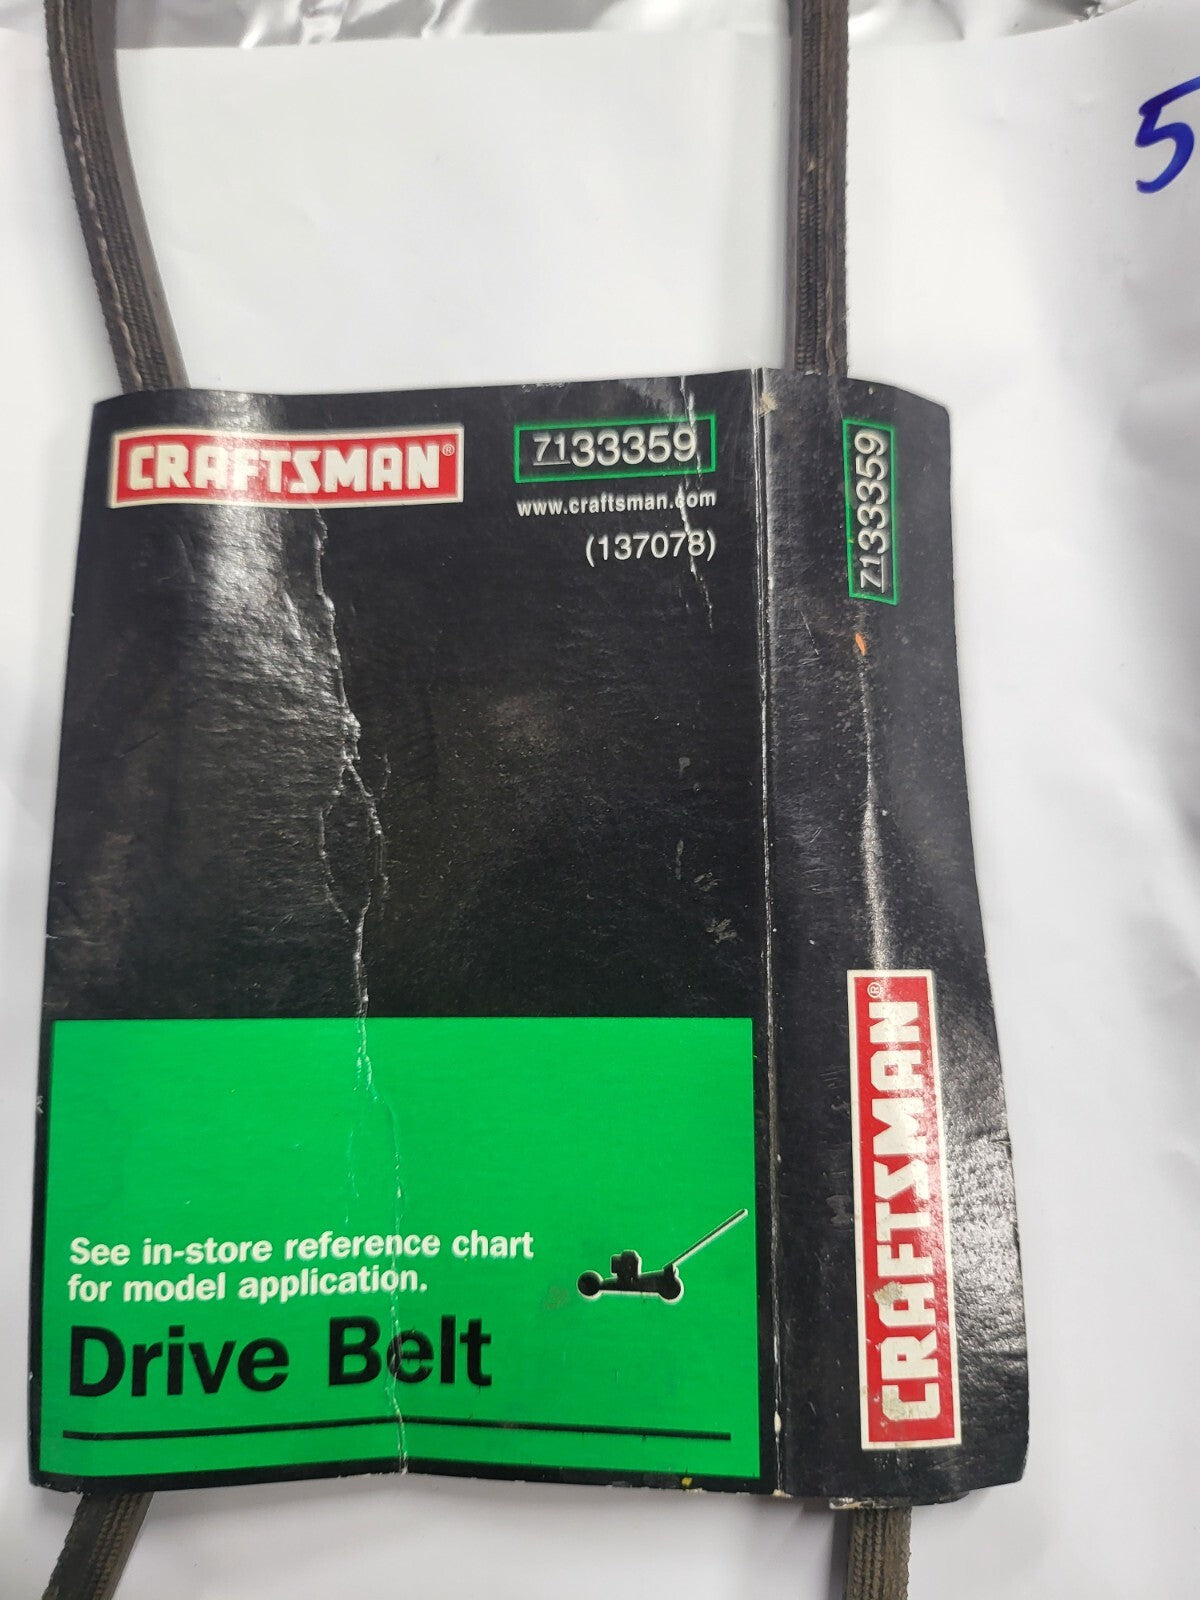 5
CRAFTSMAN®
7133359
www.craftsman.com
(137078)
7133359
See in-store reference chart
for model application.
Drive Belt
CRAFTSMAN®